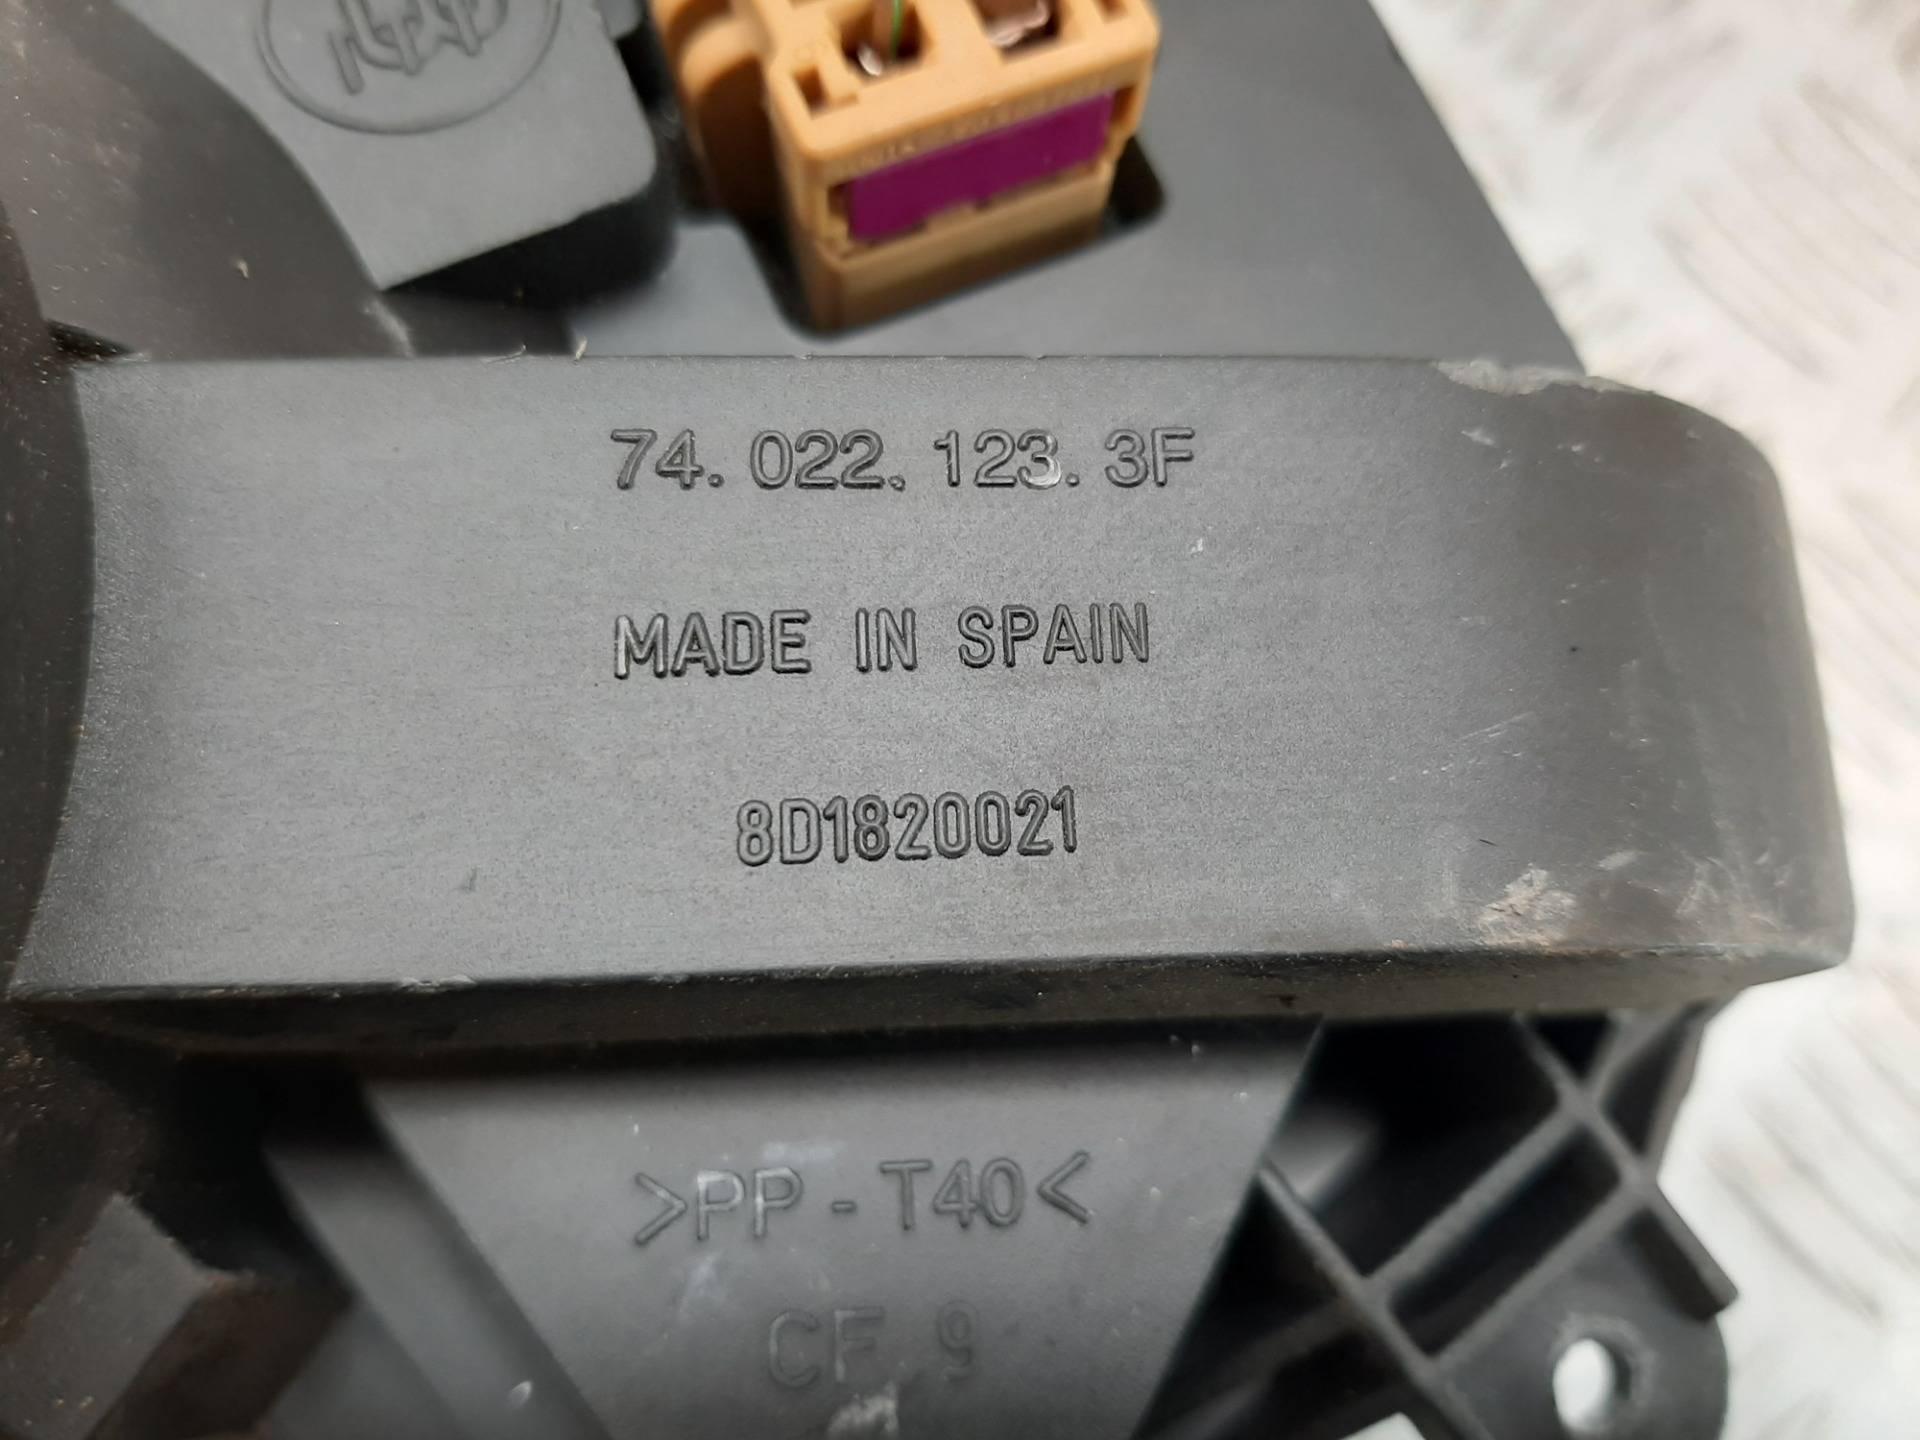 74.022.123.3F
MADE IN SPAIN
8D1820021
>PP-T40<
CF 9